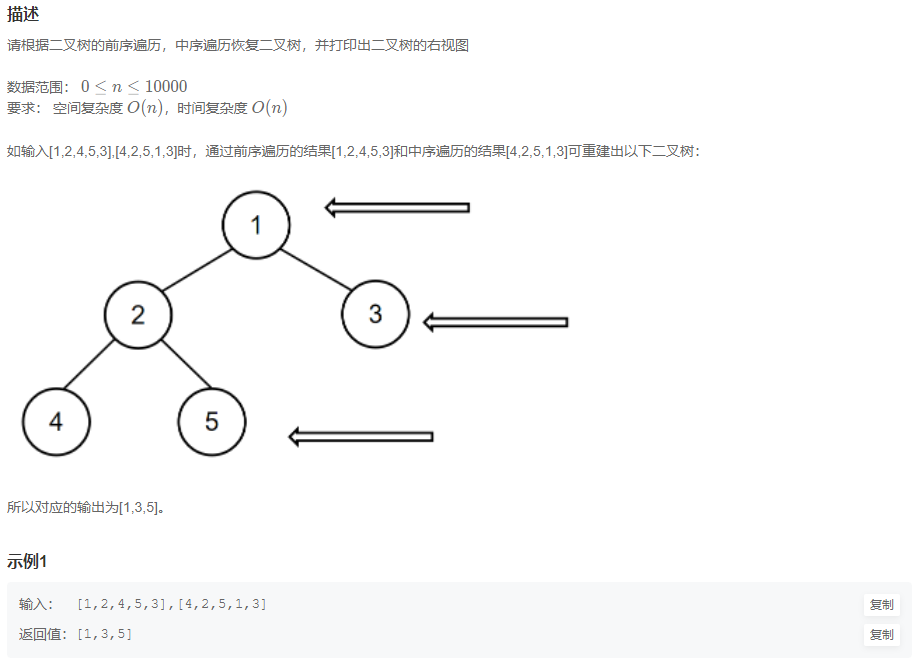 描述
请根据二叉树的前序遍历，中序遍历恢复二叉树，并打印出二叉树的右视图
数据范围： 0 ≤ n ≤ 10000
要求： 空间复杂度 O(n)，时间复杂度 O(n)
如输入[1,2,4,5,3],[4,2,5,1,3]时，通过前序遍历的结果[1,2,4,5,3]和中序遍历的结果[4,2,5,1,3]可重建出以下二叉树：
1
2
3
4
5
所以对应的输出为[1,3,5]。
示例1
输入： [1,2,4,5,3],[4,2,5,1,3] 复制
返回值：[1,3,5] 复制